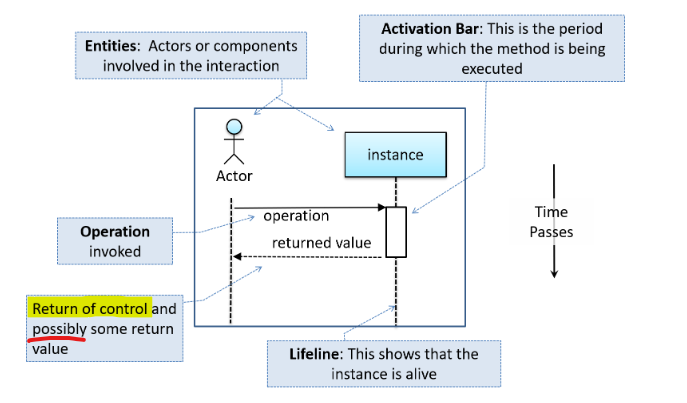 Entities: Actors or components
involved in the interaction
Activation Bar: This is the period
during which the method is being
executed
Actor
instance
operation
returned value
Time
Passes
Operation
invoked
Return of control and
possibly some return
value
Lifeline: This shows that the
instance is alive